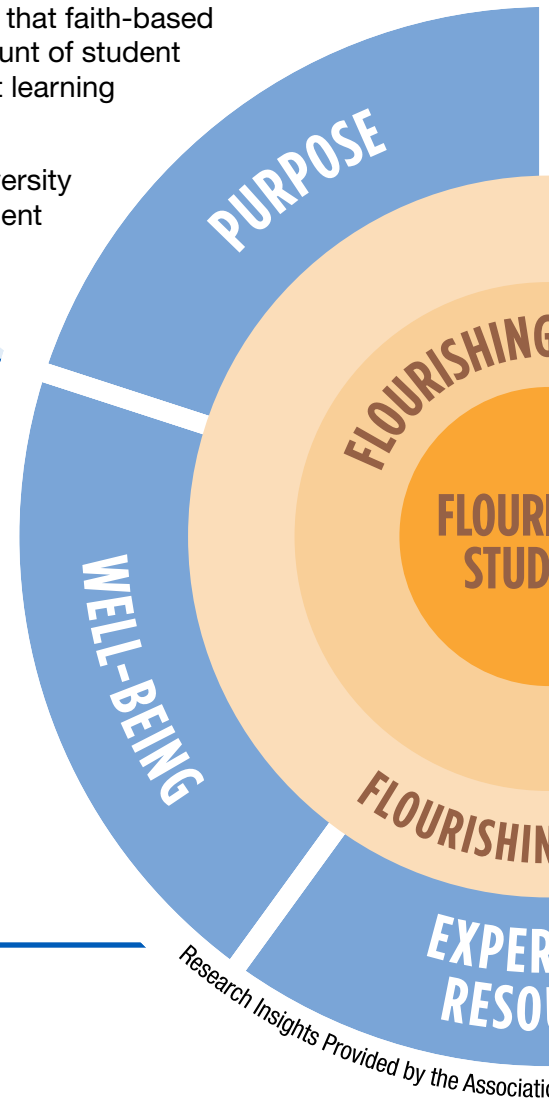 that faith-based
unt of student
t learning
ersity
ent
PURPOSE
FLOURISHING
FLOURI
STUD
WELL-BEING
FLOURISHIN
EXPER
RESOU
Research Insights Provided by the Associatio